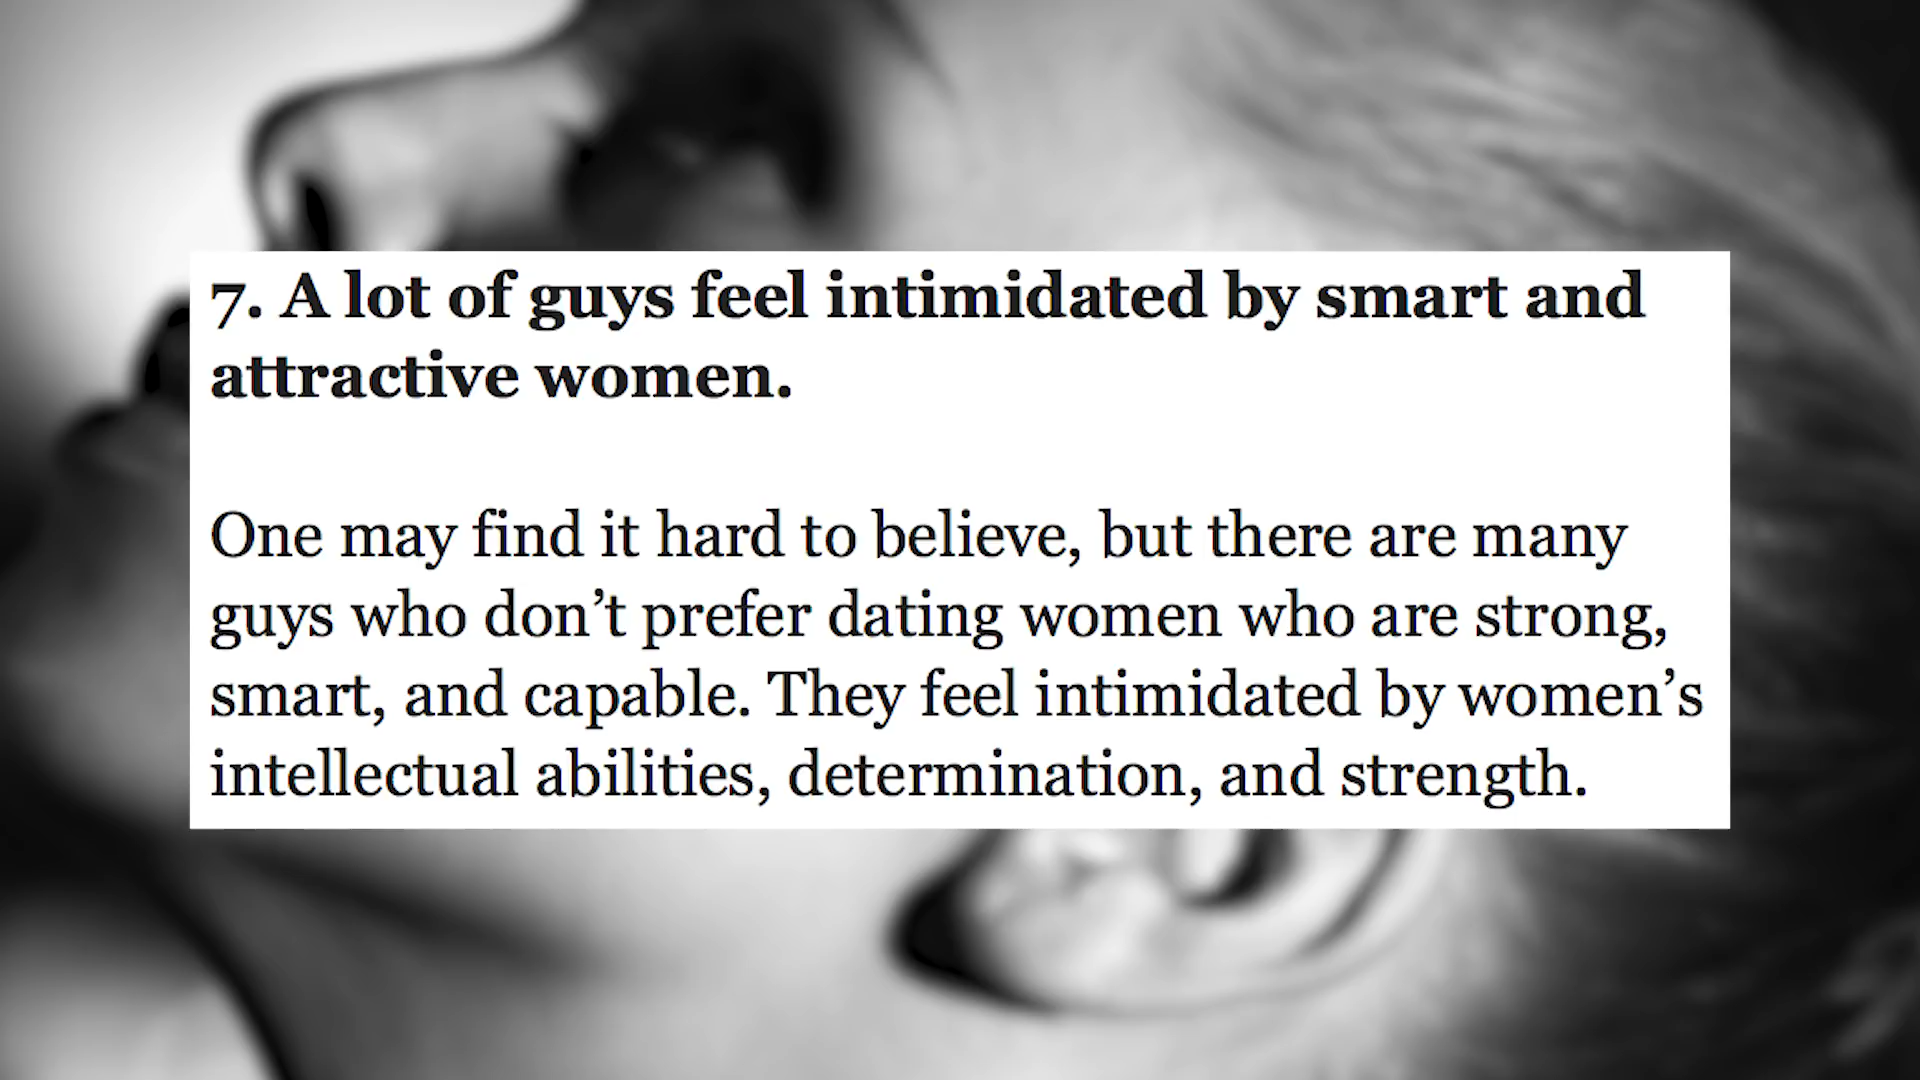 7. A lot of guys feel intimidated by smart and
attractive women.
One may find it hard to believe, but there are many
guys who don’t prefer dating women who are strong,
smart, and capable. They feel intimidated by women’s
intellectual abilities, determination, and strength.